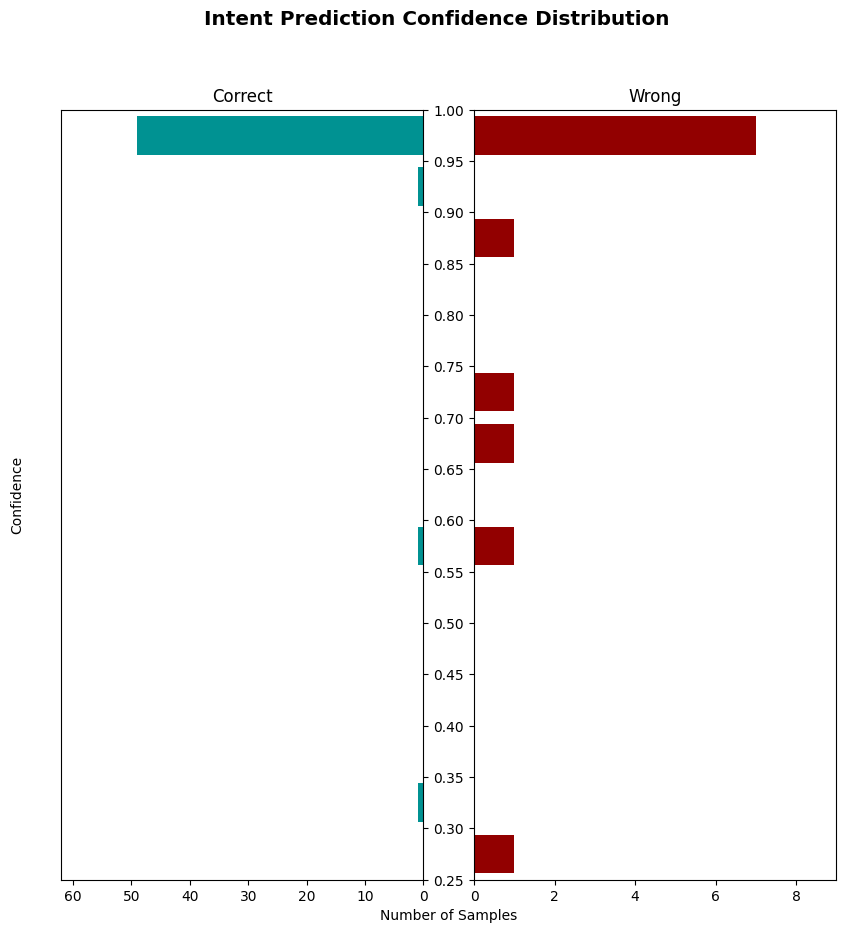 Intent Prediction Confidence Distribution
Correct
Wrong
1.00
0.95
0.90
0.85
0.80
0.75
0.70
0.65
0.60
0.55
0.50
0.45
0.40
0.35
0.30
0.25
Confidence
60 50 40 30 20 10 0
0 2 4 6 8
Number of Samples